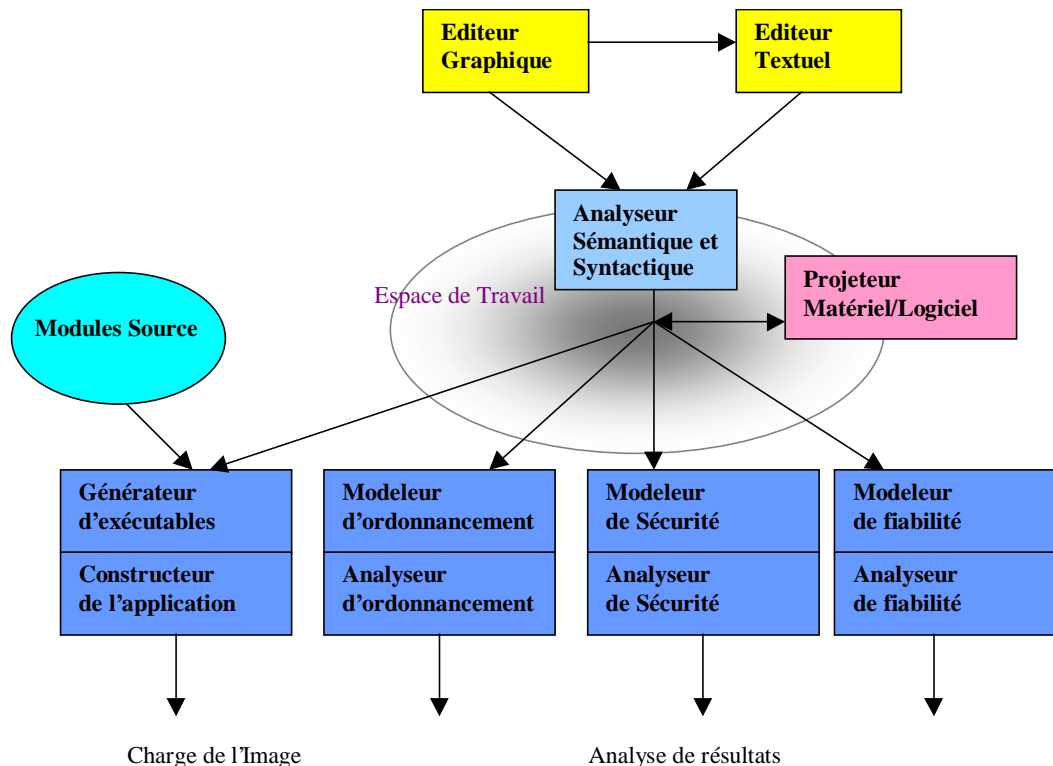 Editeur
Graphique
Editeur
Textuel
Analyseur
Sémantique et
Syntactique
Espace de Travail
Projeteur
Matériel/Logiciel
Modules Source
Générateur
d'exécutables
Modeleur
d'ordonnancement
Modeleur
de Sécurité
Modeleur
de fiabilité
Constructeur
de l'application
Analyseur
d'ordonnancement
Analyseur
de Sécurité
Analyseur
de fiabilité
Charge de l'Image
Analyse de résultats